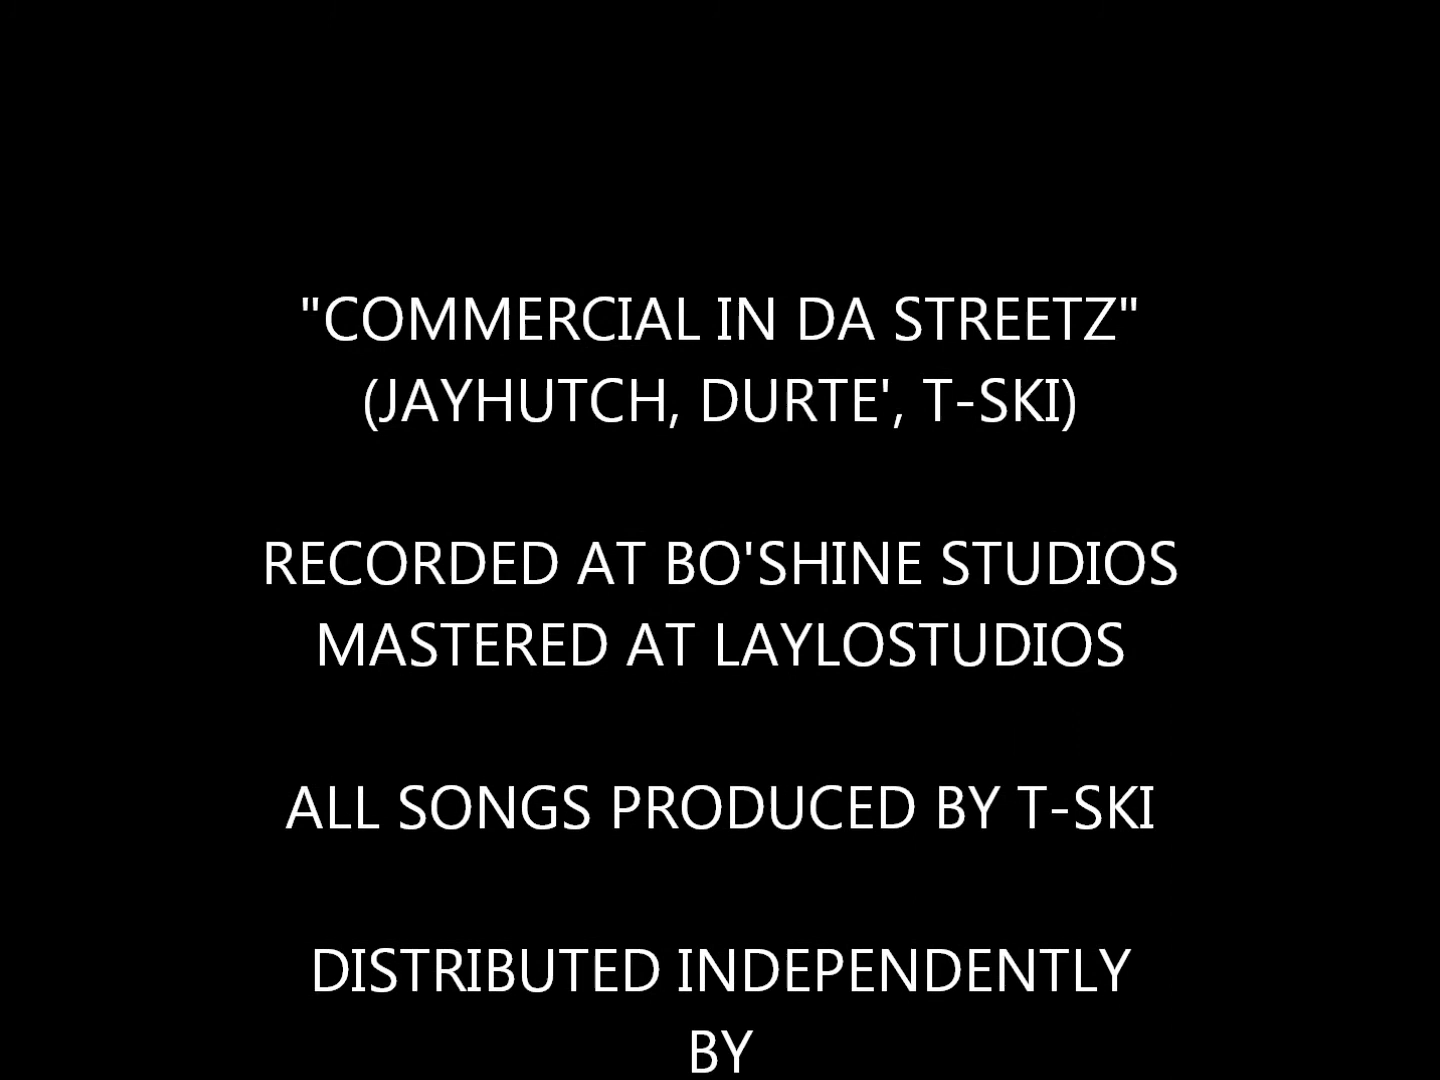 "COMMERCIAL IN DA STREETZ"
(JAYHUTCH, DURTE', T-SKI)
RECORDED AT BO'SHINE STUDIOS
MASTERED AT LAYLOSTUDIOS
ALL SONGS PRODUCED BY T-SKI
DISTRIBUTED INDEPENDENTLY
BY